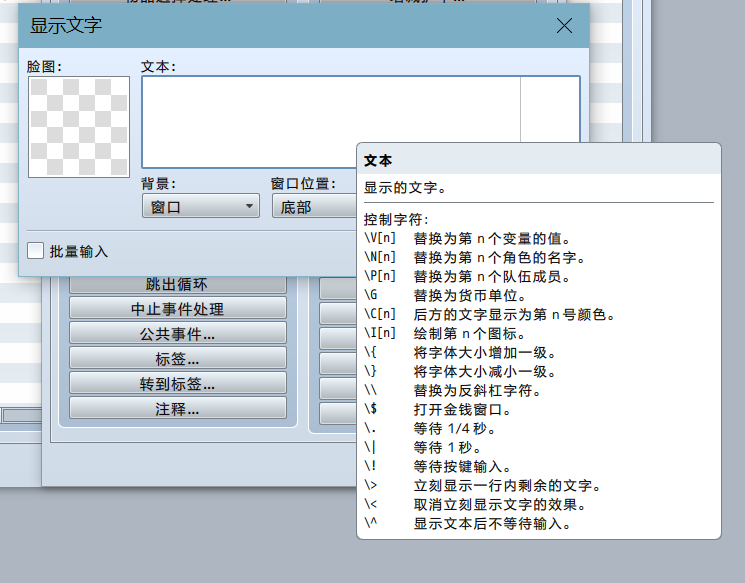 显示文字
脸图:
文本:
背景:
窗口
窗口位置:
底部
批量输入
跳出循环
中止事件处理
公共事件...
标签...
转到标签...
注释...
文本
显示的文字。
控制字符:
\V[n] 替换为第 n 个变量的值。
\N[n] 替换为第 n 个角色的名字。
\P[n] 替换为第 n 个队伍成员。
\G 替换为货币单位。
\C[n] 后方的文字显示为第 n 号颜色。
\I[n] 绘制第 n 个图标。
\{ 将字体大小增加一级。
\} 将字体大小减小一级。
\\ 替换为反斜杠字符。
\$ 打开金钱窗口。
\. 等待 1/4 秒。
\| 等待 1 秒。
\! 等待按键输入。
\> 立刻显示一行内剩余的文字。
\< 取消立刻显示文字的效果。
\^ 显示文本后不等待输入。